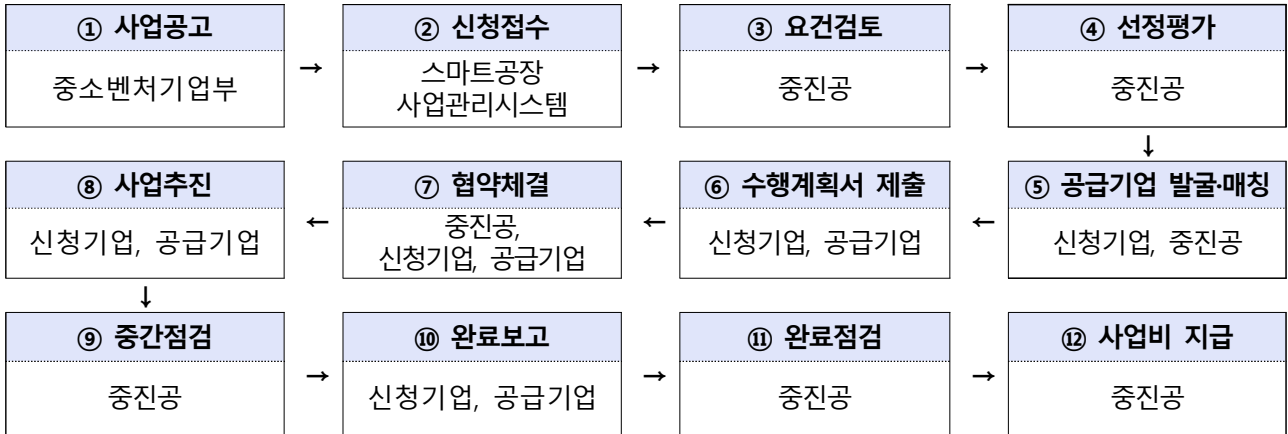 ① 사업공고
중소벤처기업부
→
② 신청접수
스마트공장
사업관리시스템
→
③ 요건검토
중진공
→
④ 선정평가
중진공
↓
⑤ 공급기업 발굴·매칭
신청기업, 중진공
←
⑥ 수행계획서 제출
신청기업, 공급기업
←
⑦ 협약체결
중진공,
신청기업, 공급기업
←
⑧ 사업추진
신청기업, 공급기업
↓
⑨ 중간점검
중진공
→
⑩ 완료보고
신청기업, 공급기업
→
⑪ 완료점검
중진공
→
⑫ 사업비 지급
중진공